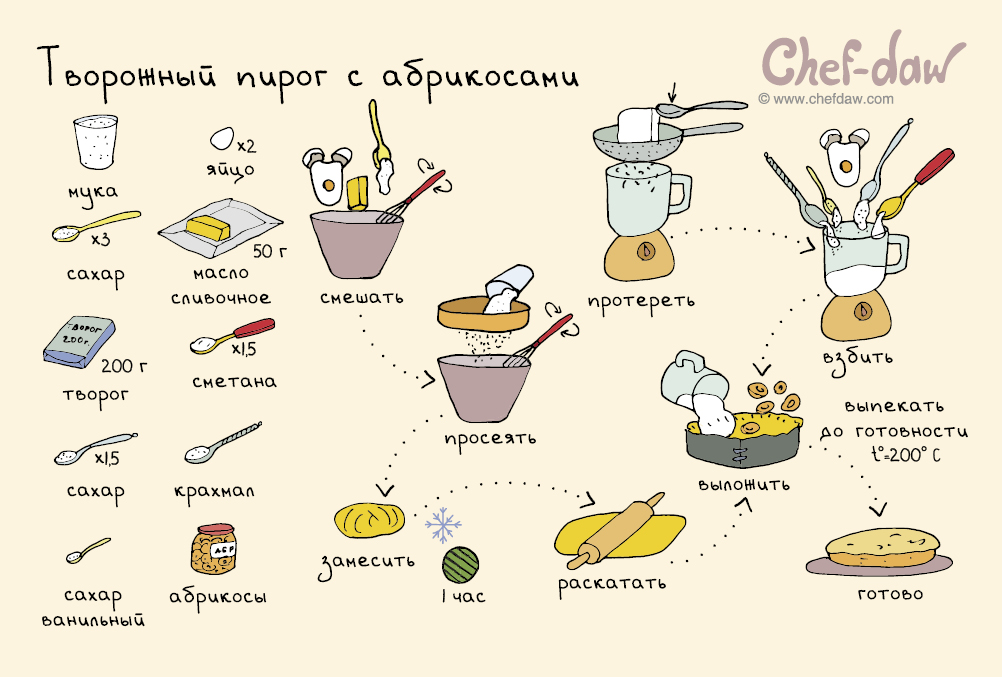 Творожный пирог с абрикосами
Chef-daw
© www.chefdaw.com
мука
x2
яйцо
x3
сахар
50 г
масло
сливочное
ТВОРОГ
200г.
200 г
творог
x1,5
сметана
x1,5
сахар
крахмал
сахар
ванильный
АБР
абрикосы
смешать
просеять
замесить
1 час
раскатать
протереть
взбить
выложить
выпекать
до готовности
t°=200° С
готово